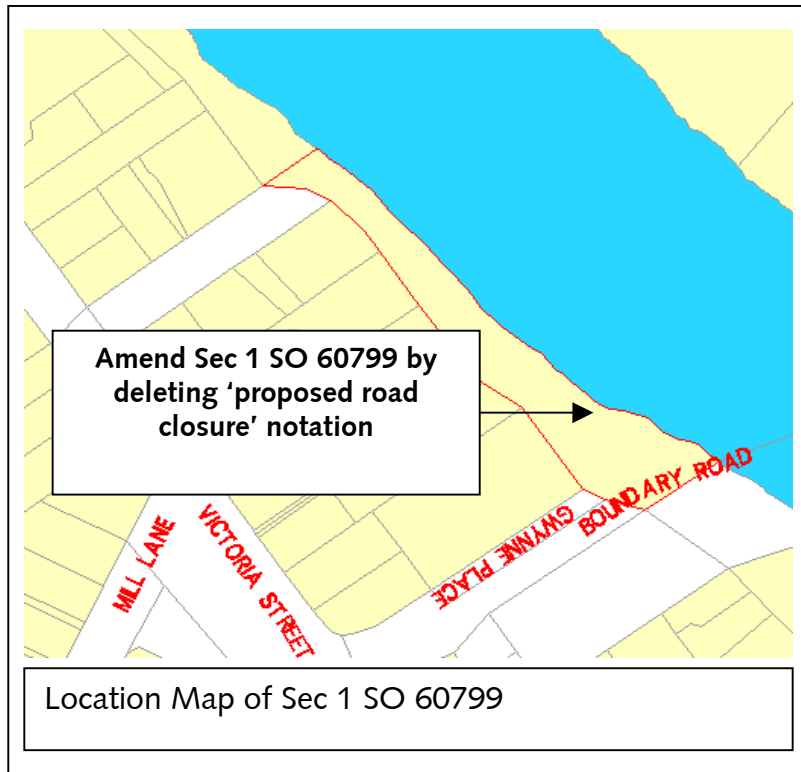 Amend Sec 1 SO 60799 by
deleting ‘proposed road
closure’ notation
BOUNDARY ROAD
GWYNNE PLACE
MILL LANE
VICTORIA STREET
Location Map of Sec 1 SO 60799